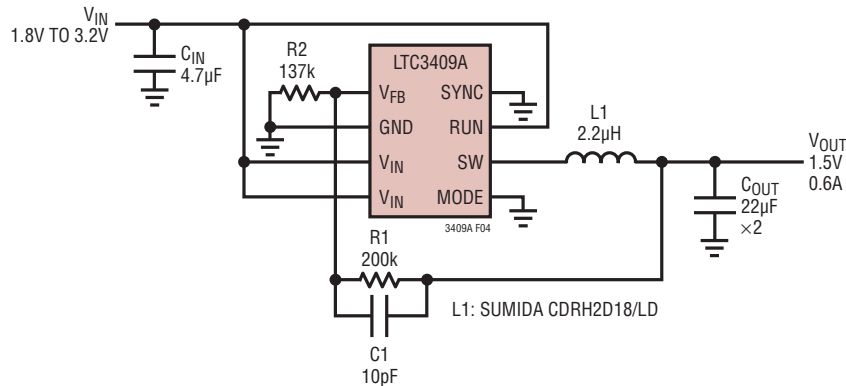 VIN
1.8V TO 3.2V
CIN
4.7µF
R2
137k
LTC3409A
VFB
SYNC
GND
RUN
VIN
SW
VIN
MODE
3409A F04
L1
2.2µH
VOUT
1.5V
0.6A
COUT
22µF
×2
R1
200k
C1
10pF
L1: SUMIDA CDRH2D18/LD